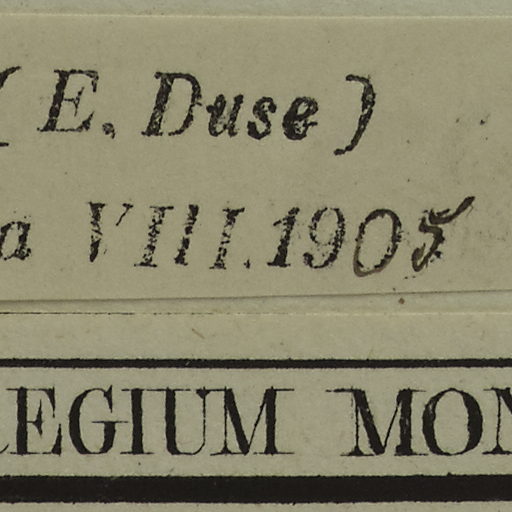 ( E. Duse )
a VIII. 1905
EGIUM MON